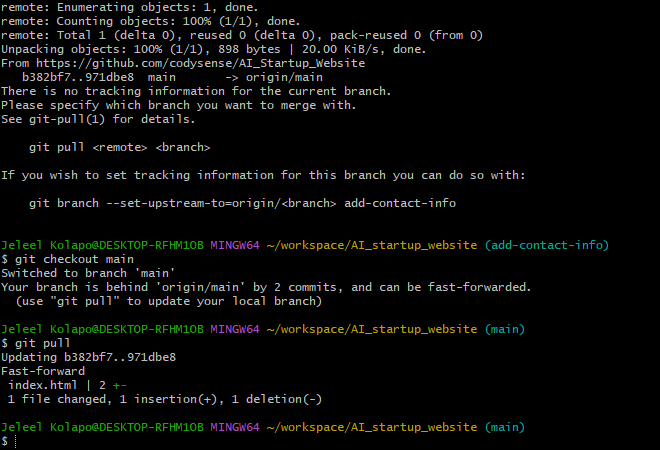 remote: Enumerating objects: 1, done.
remote: Counting objects: 100% (1/1), done.
remote: Total 1 (delta 0), reused 0 (delta 0), pack-reused 0 (from 0)
Unpacking objects: 100% (1/1), 898 bytes | 20.00 KiB/s, done.
From https://github.com/codysense/AI_Startup_Website
   b382bf7..971dbe8  main       -> origin/main
There is no tracking information for the current branch.
Please specify which branch you want to merge with.
See git-pull(1) for details.

    git pull <remote> <branch>

If you wish to set tracking information for this branch you can do so with:

    git branch --set-upstream-to=origin/<branch> add-contact-info

Jeleel Kolapo@DESKTOP-RFHM1OB MINGW64 ~/workspace/AI_startup_website (add-contact-info)
$ git checkout main
Switched to branch 'main'
Your branch is behind 'origin/main' by 2 commits, and can be fast-forwarded.
  (use "git pull" to update your local branch)

Jeleel Kolapo@DESKTOP-RFHM1OB MINGW64 ~/workspace/AI_startup_website (main)
$ git pull
Updating b382bf7..971dbe8
Fast-forward
 index.html | 2 +-
 1 file changed, 1 insertion(+), 1 deletion(-)

Jeleel Kolapo@DESKTOP-RFHM1OB MINGW64 ~/workspace/AI_startup_website (main)
$